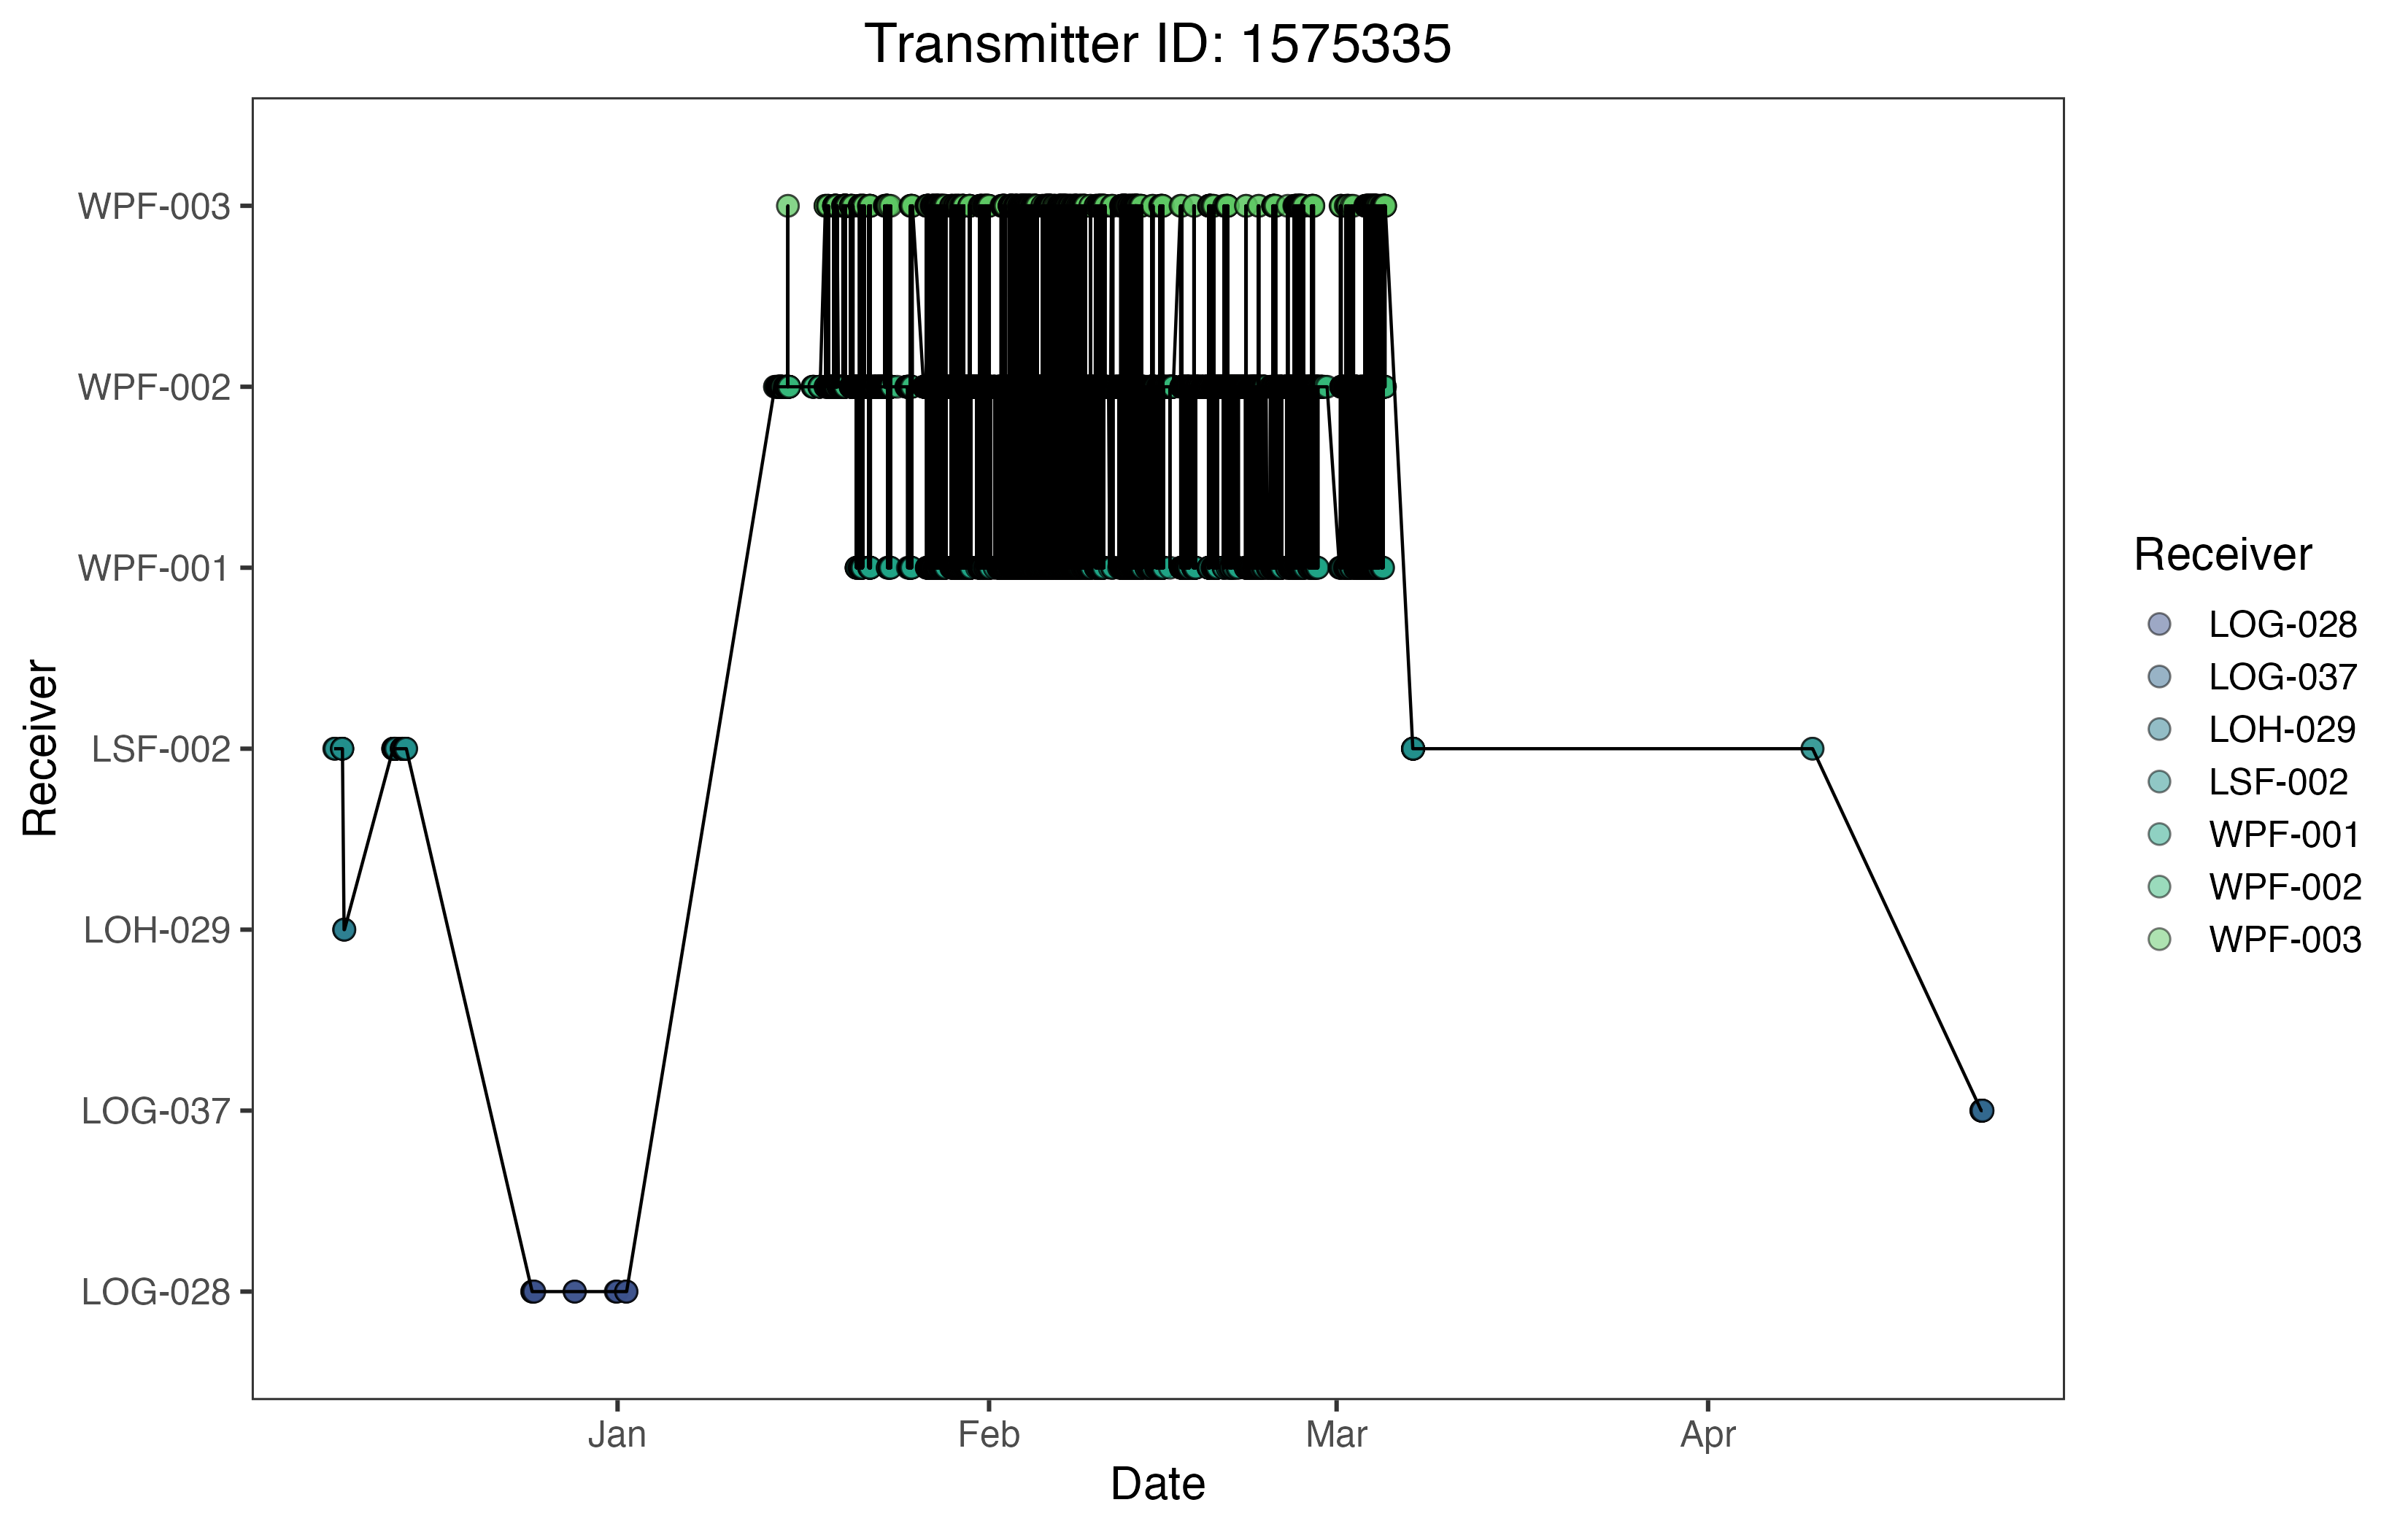 Transmitter ID: 1575335
WPF-003
WPF-002
WPF-001
LSF-002
LOH-029
LOG-037
LOG-028
Receiver
Jan Feb Mar Apr
Date
Receiver
LOG-028
LOG-037
LOH-029
LSF-002
WPF-001
WPF-002
WPF-003